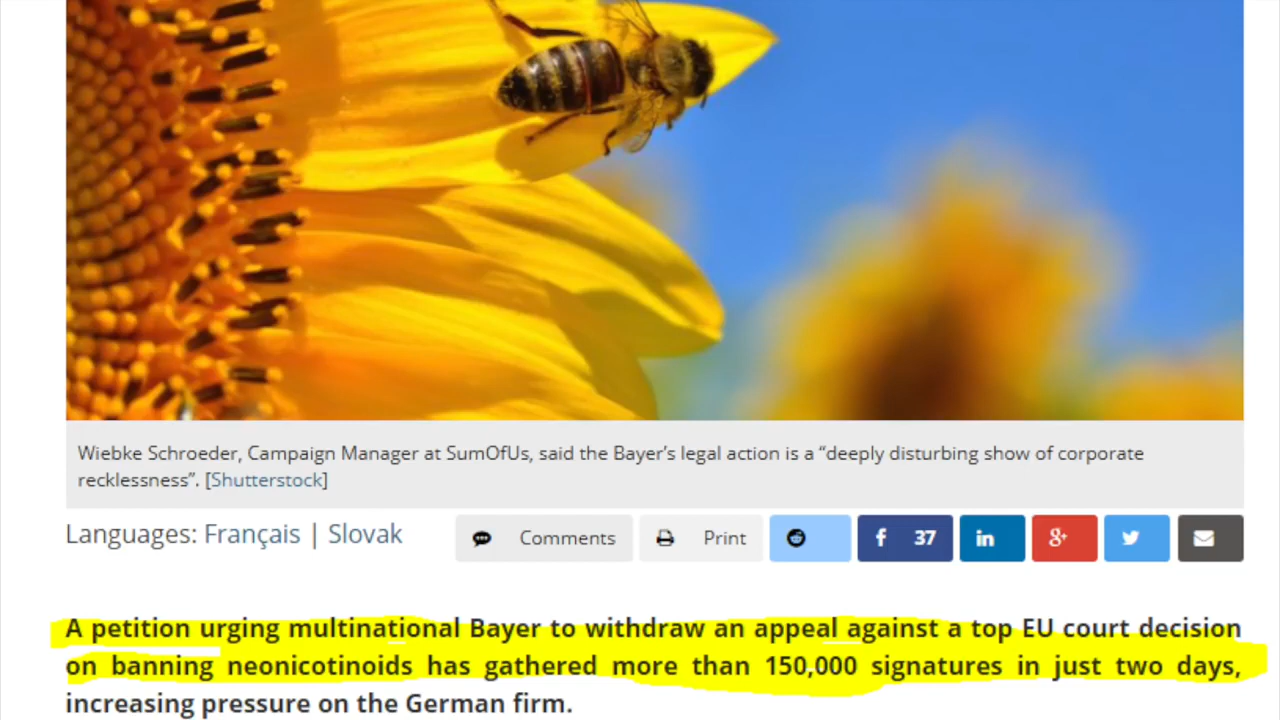 Wiebke Schroeder, Campaign Manager at SumOfUs, said the Bayer’s legal action is a “deeply disturbing show of corporate
recklessness”. [Shutterstock]
Languages: Français | Slovak
Comments
Print
f 37
in
g+
A petition urging multinational Bayer to withdraw an appeal against a top EU court decision
on banning neonicotinoids has gathered more than 150,000 signatures in just two days,
increasing pressure on the German firm.